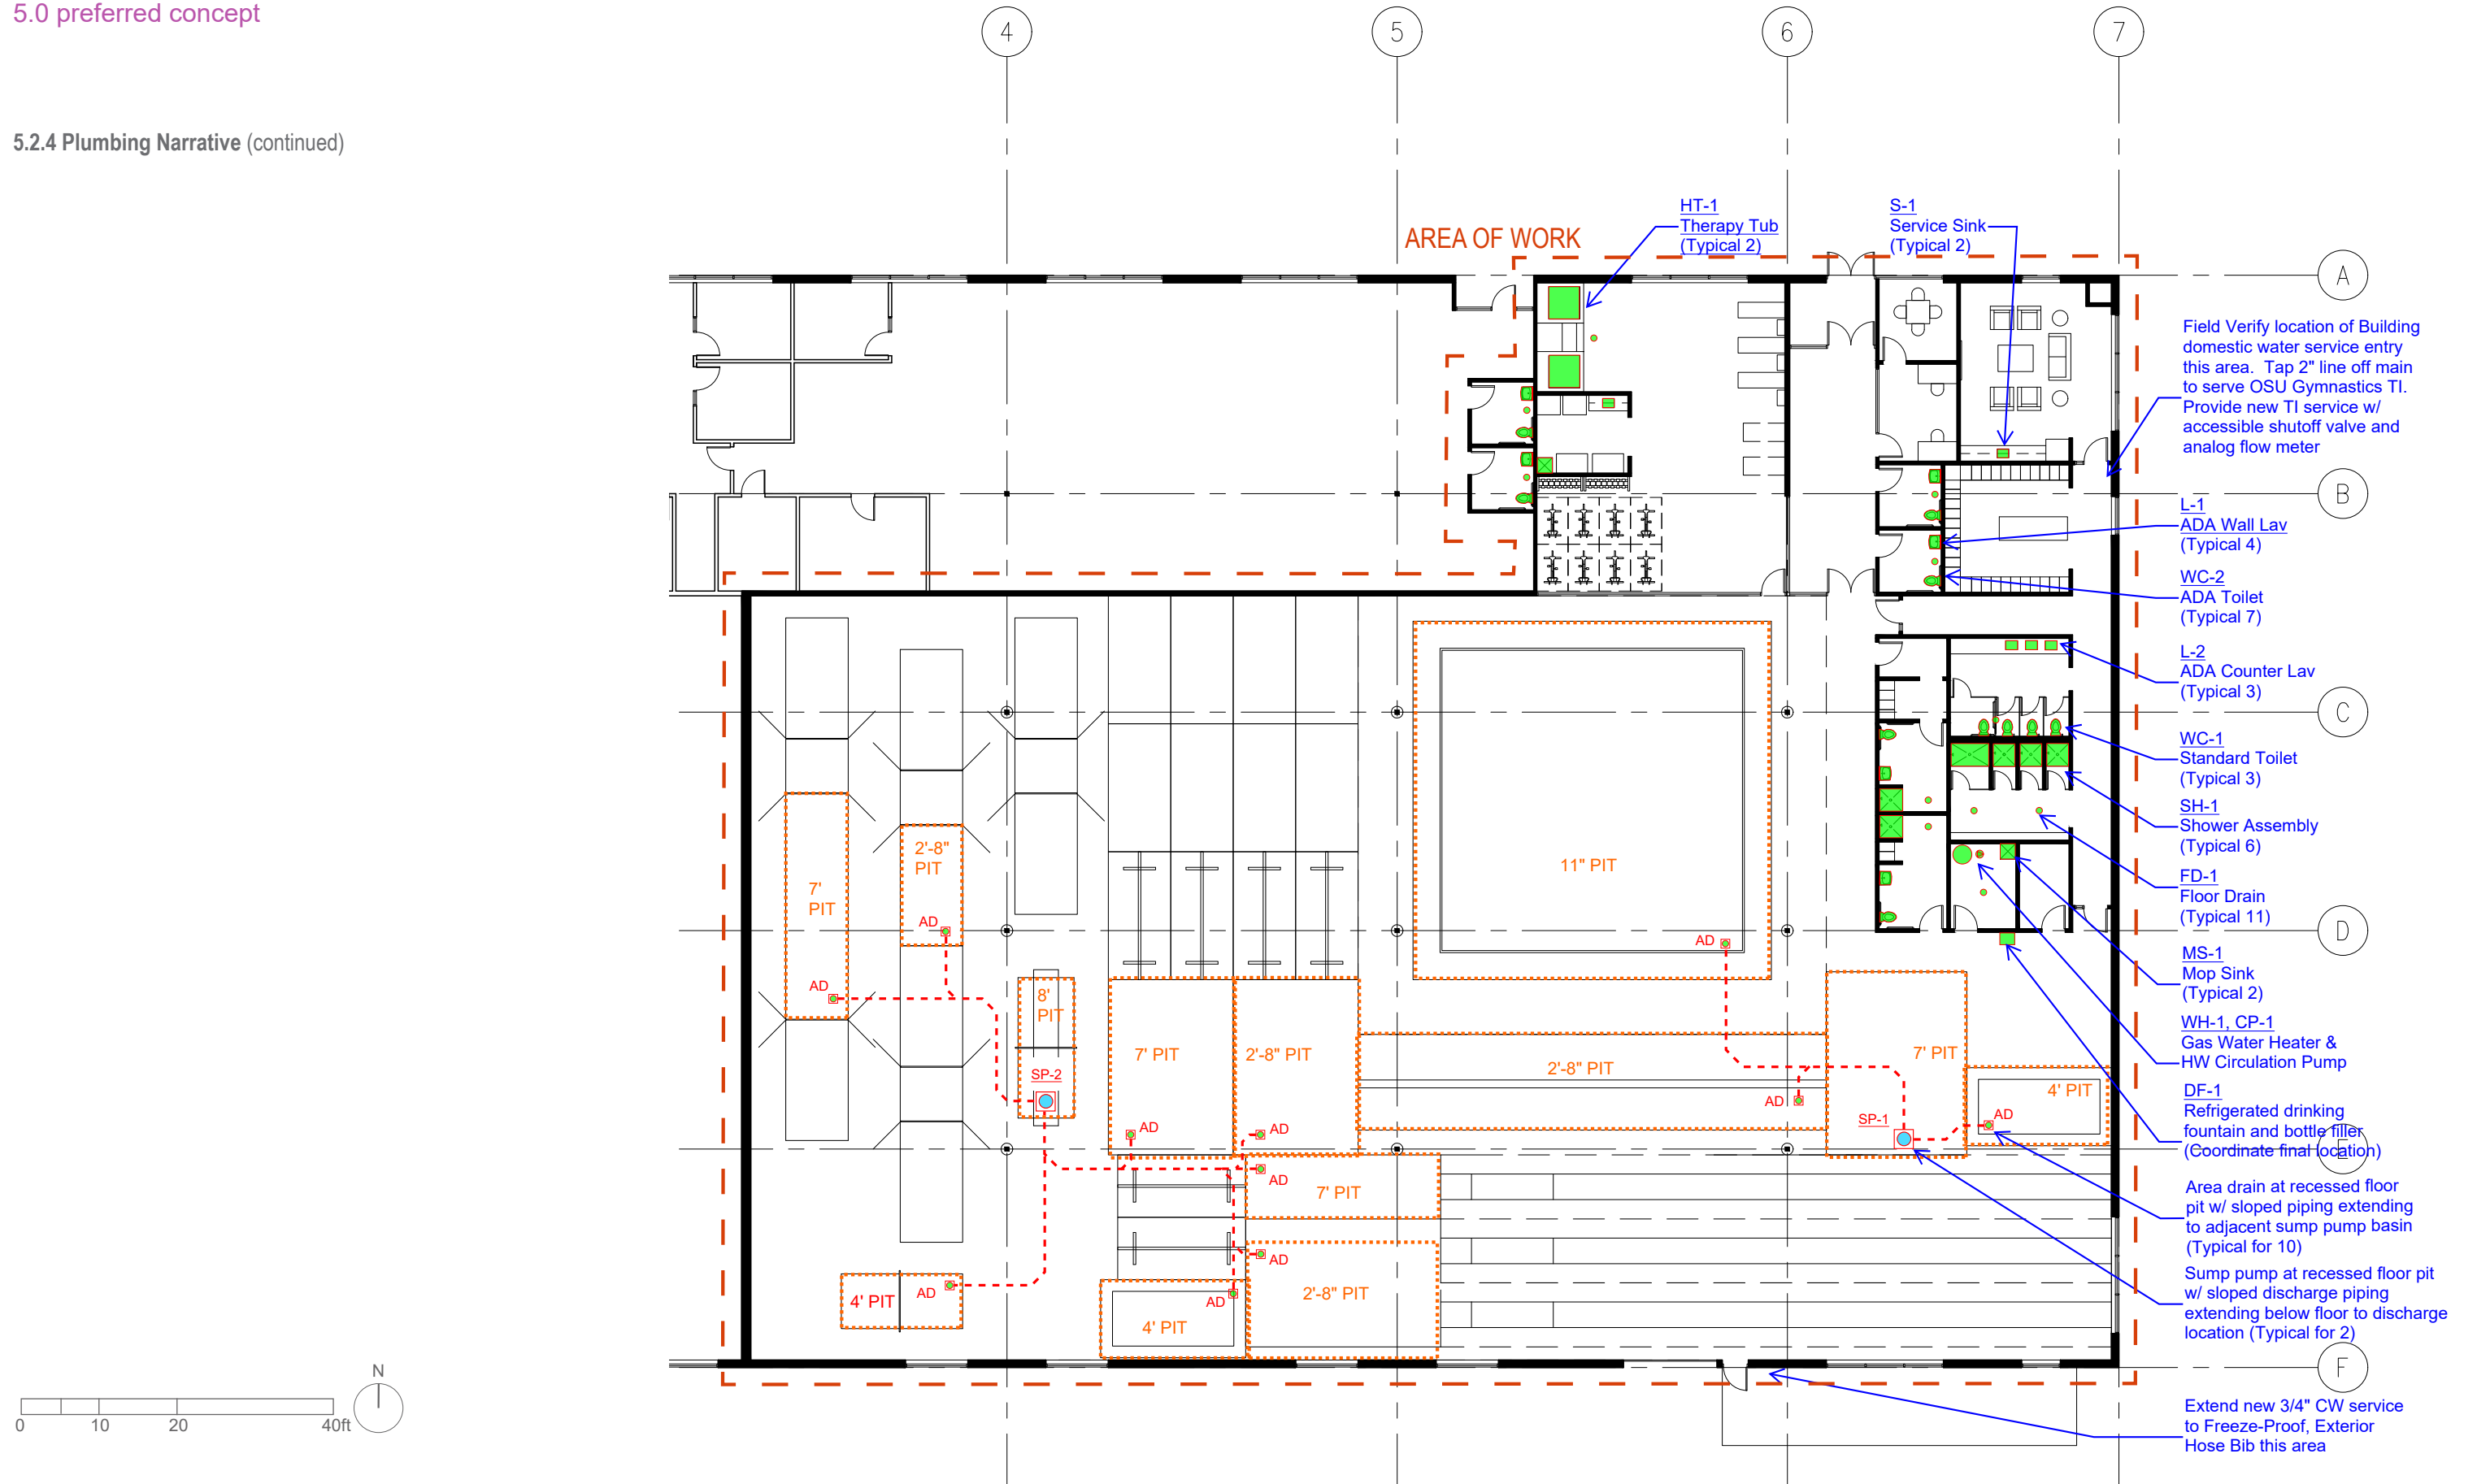 5.0 preferred concept
5.2.4 Plumbing Narrative (continued)
4
5
6
7
AREA OF WORK
HT-1
Therapy Tub
(Typical 2)
S-1
Service Sink
(Typical 2)
A
Field Verify location of Building
domestic water service entry
this area. Tap 2" line off main
to serve OSU Gymnastics TI.
Provide new TI service w/
accessible shutoff valve and
analog flow meter
B
L-1
ADA Wall Lav
(Typical 4)
WC-2
ADA Toilet
(Typical 7)
L-2
ADA Counter Lav
(Typical 3)
C
WC-1
Standard Toilet
(Typical 3)
SH-1
Shower Assembly
(Typical 6)
FD-1
Floor Drain
(Typical 11)
D
MS-1
Mop Sink
(Typical 2)
WH-1, CP-1
Gas Water Heater &
HW Circulation Pump
DF-1
Refrigerated drinking
fountain and bottle filler
(Coordinate final location)
E
Area drain at recessed floor
pit w/ sloped piping extending
to adjacent sump pump basin
(Typical for 10)
Sump pump at recessed floor pit
w/ sloped discharge piping
extending below floor to discharge
location (Typical for 2)
F
Extend new 3/4" CW service
to Freeze-Proof, Exterior
Hose Bib this area
7'
PIT
AD
2'-8"
PIT
AD
8'
PIT
SP-2
7' PIT
AD
2'-8" PIT
AD
11" PIT
AD
2'-8" PIT
AD
7' PIT
SP-1
4' PIT
AD
AD
7' PIT
AD
2'-8" PIT
4' PIT
AD
4' PIT
AD
N
0
10
20
40ft